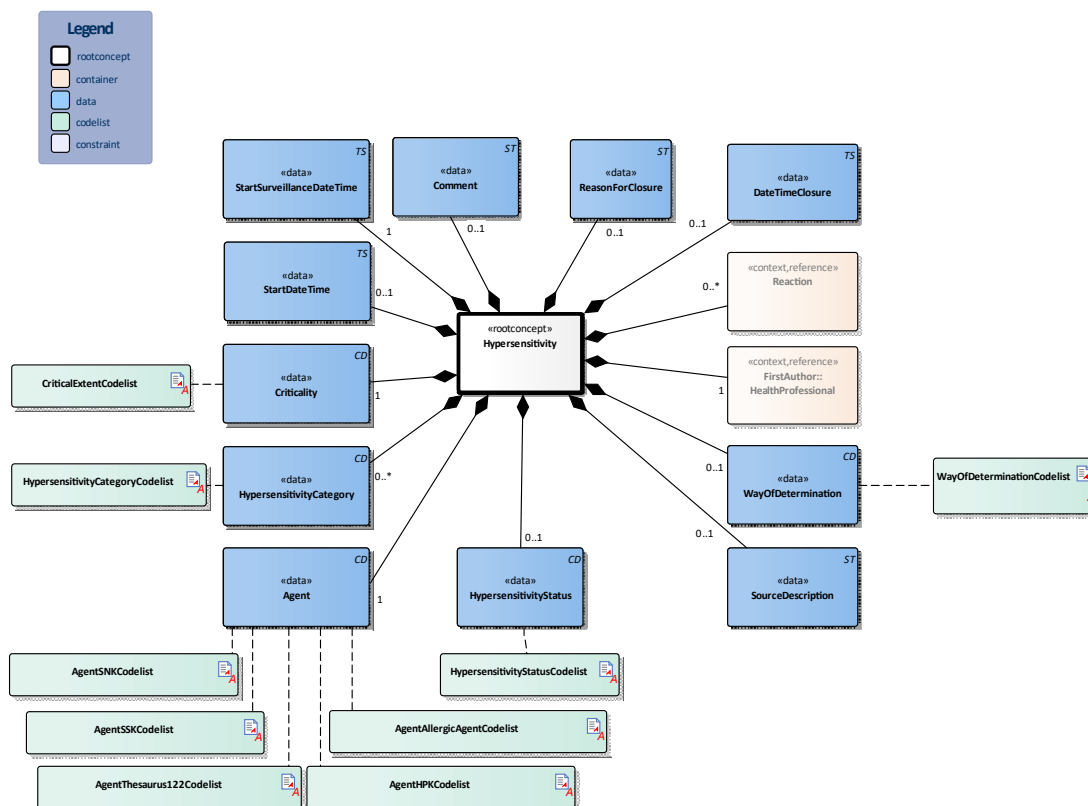 Legend
rootconcept
container
data
codelist
constraint
TS
«data»
StartSurveillanceDateTime
ST
«data»
Comment
ST
«data»
ReasonForClosure
TS
«data»
DateTimeClosure
1
0..1
0..1
0..1
TS
«data»
StartDateTime
0..1
«context,reference»
Reaction
0..*
«rootconcept»
Hypersensitivity
CriticalExtentCodelist
A
CD
«data»
Criticality
1
«context,reference»
FirstAuthor::
HealthProfessional
1
HypersensitivityCategoryCodelist
A
CD
«data»
HypersensitivityCategory
0..*
CD
«data»
WayOfDetermination
0..1
WayOfDeterminationCodelist
CD
«data»
Agent
1
CD
«data»
HypersensitivityStatus
0..1
ST
«data»
SourceDescription
0..1
AgentSNKCodelist
A
HypersensitivityStatusCodelist
A
AgentSSKCodelist
A
AgentAllergicAgentCodelist
A
AgentThesaurus122Codelist
A
AgentHPKCodelist
A